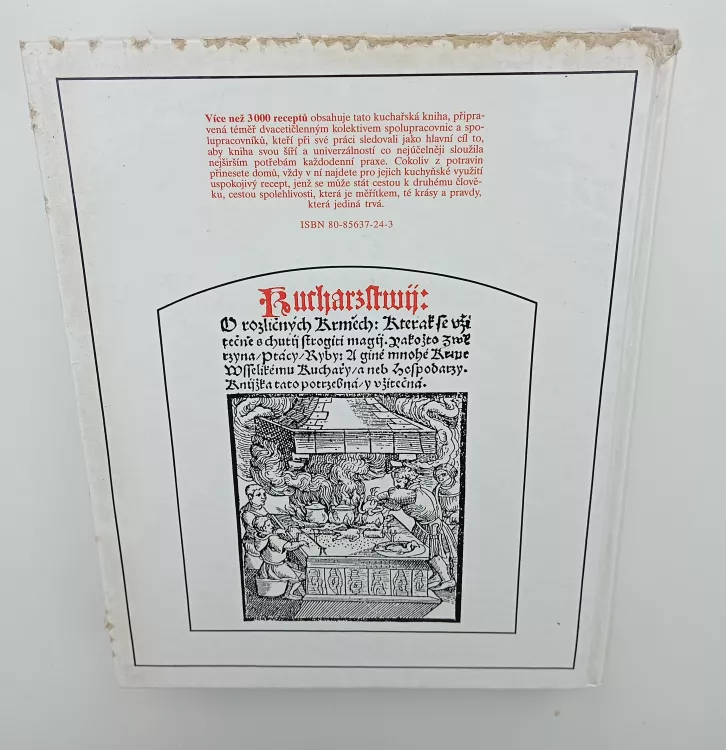 Více než 3000 receptů obsahuje tato kuchařská kniha, připra-
vená téměř dvacetičlenným kolektivem spolupracovnic a spo-
lupracovníků, kteří při své práci sledovali jako hlavní cíl to,
aby kniha svou šíří a univerzálností co nejúčelněji sloužila
nejširším potřebám každodenní praxe. Cokoliv z potravin
přinesete domů, vždy v ní najdete pro jejich kuchyňské využití
uspokojivý recept, jenž se může stát cestou k druhému člově-
ku, cestou spolehlivosti, která je měřítkem, té krásy a pravdy,
která jediná trvá.
ISBN 80-85637-24-3
Kucharzstwij:
O rozličných Krměch: Kterak se vži
tečně s chutij strogiti magij. Yakožto Zwě
rzyna/Ptácy/Ryby: A giné mnohé Krmě
Wsselikému Kuchařy/a neb Hospodarzy.
Knijžka tato potrzebná/y vžitečná.